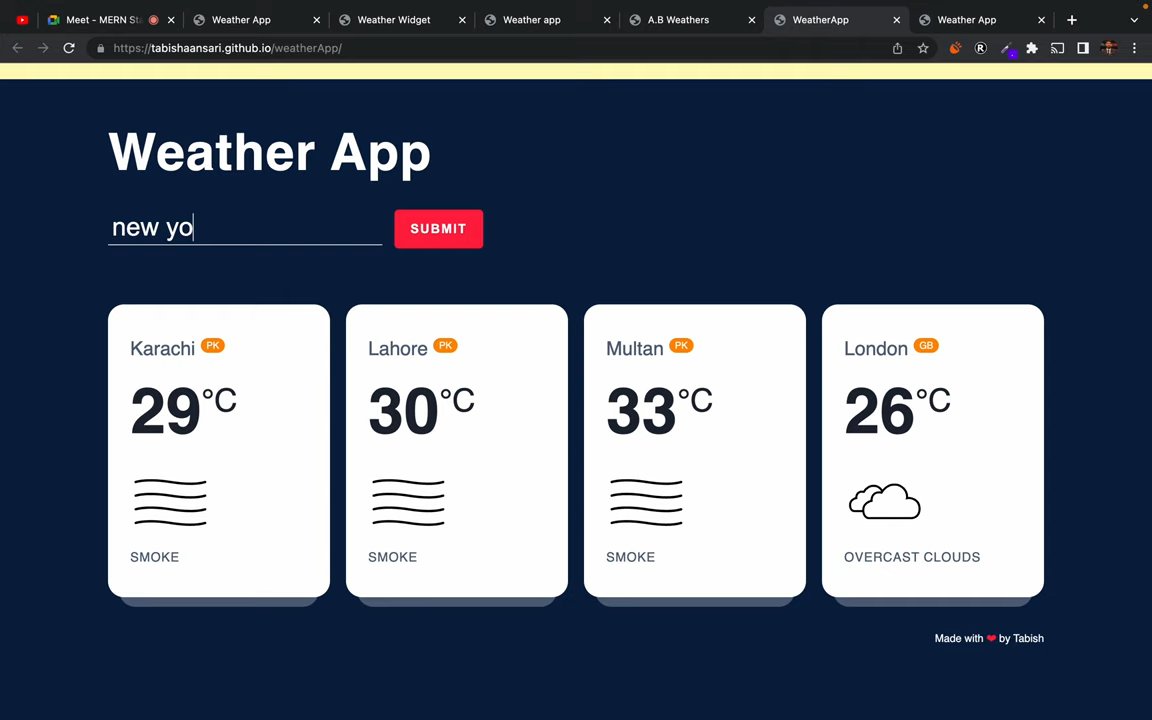 Meet - MERN St
Weather App
Weather Widget
Weather app
A.B Weathers
WeatherApp
Weather App
https://tabishaansari.github.io/weatherApp/
Weather App
new yo
SUBMIT
Karachi PK
29°C
SMOKE
Lahore PK
30°C
SMOKE
Multan PK
33°C
SMOKE
London GB
26°C
OVERCAST CLOUDS
Made with ❤ by Tabish